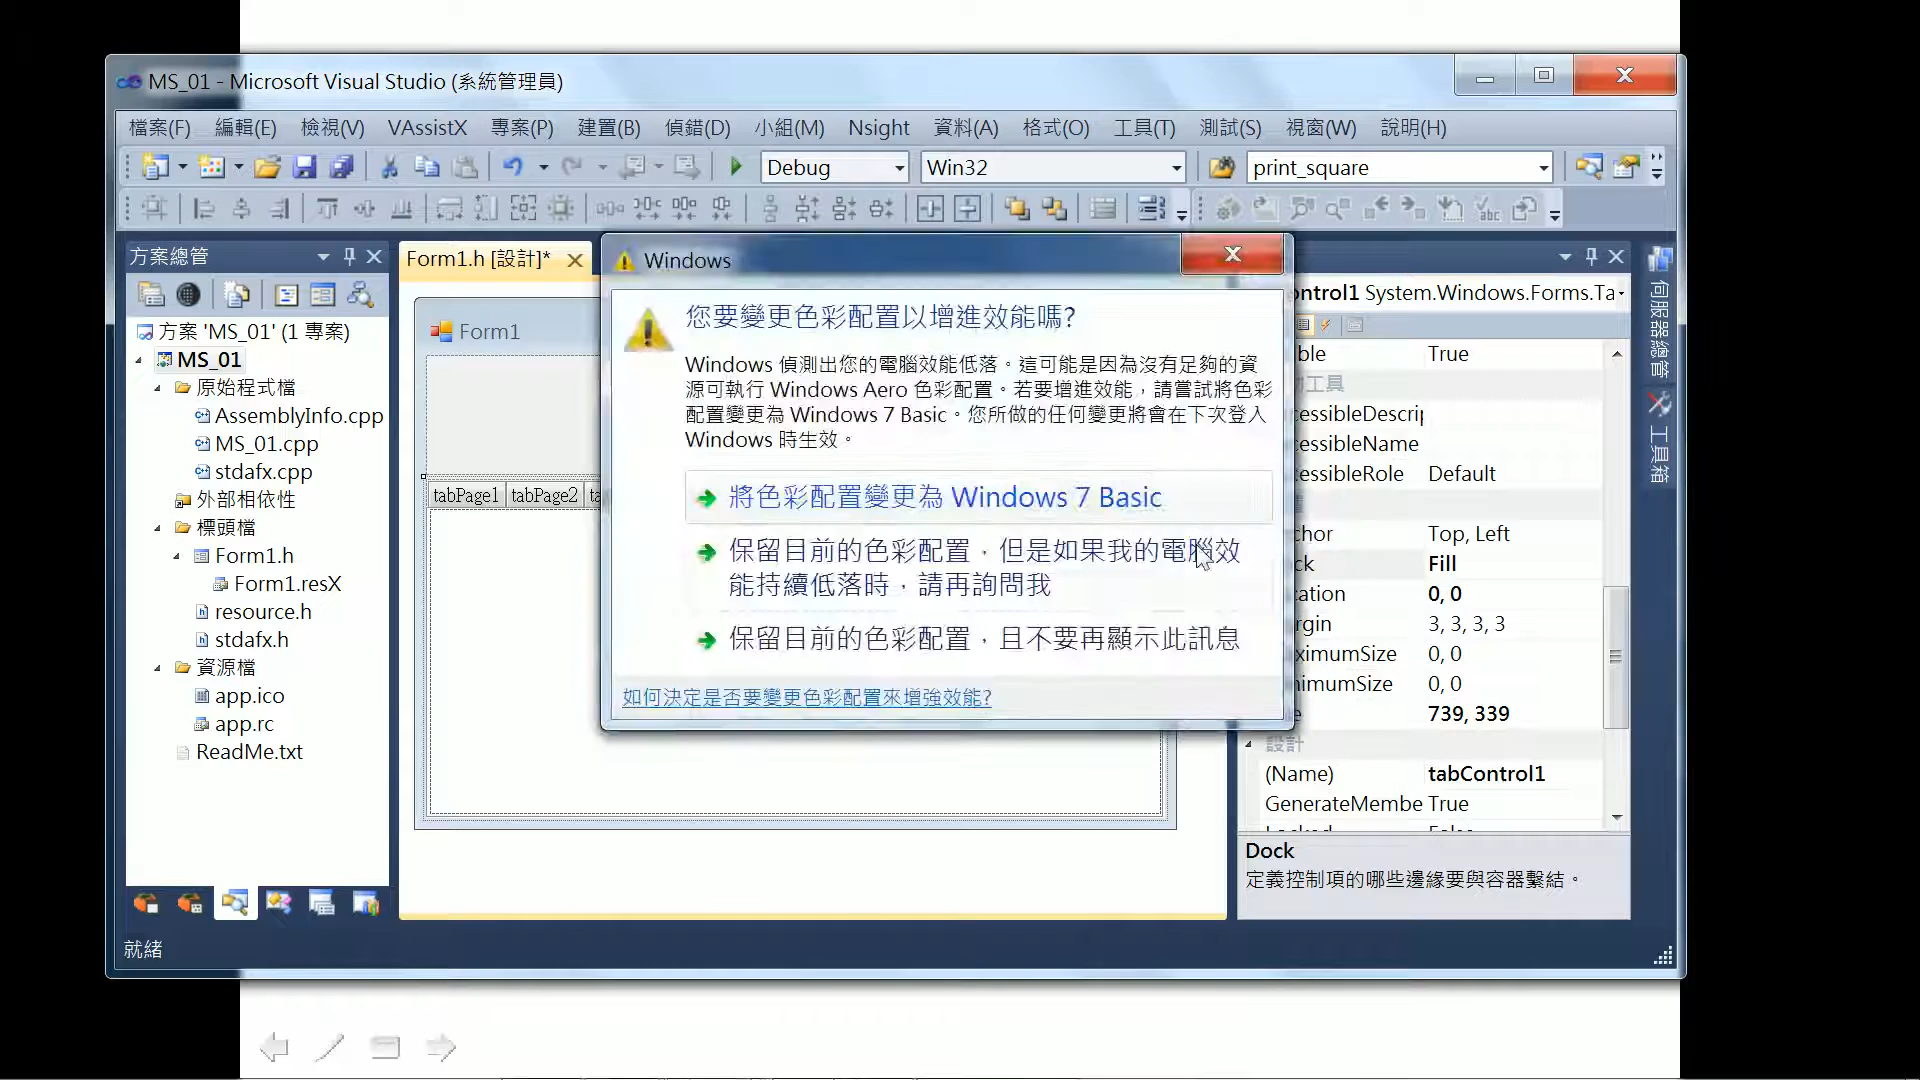 MS_01 - Microsoft Visual Studio (系統管理員)
檔案(F) 編輯(E) 檢視(V) VAssistX 專案(P) 建置(B) 偵錯(D) 小組(M) Nsight 資料(A) 格式(O) 工具(T) 測試(S) 視窗(W) 說明(H)
Debug Win32 print_square
方案總管
方案 'MS_01' (1 專案)
MS_01
原始程式檔
AssemblyInfo.cpp
MS_01.cpp
stdafx.cpp
外部相依性
標頭檔
Form1.h
Form1.resX
resource.h
stdafx.h
資源檔
app.ico
app.rc
ReadMe.txt
Form1.h [設計]*
Form1
tabPage1 tabPage2 ta
Windows
您要變更色彩配置以增進效能嗎?
Windows 偵測出您的電腦效能低落。這可能是因為沒有足夠的資
源可執行 Windows Aero 色彩配置。若要增進效能，請嘗試將色彩
配置變更為 Windows 7 Basic。您所做的任何變更將會在下次登入
Windows 時生效。
將色彩配置變更為 Windows 7 Basic
保留目前的色彩配置，但是如果我的電腦效
能持續低落時，請再詢問我
保留目前的色彩配置，且不要再顯示此訊息
如何決定是否要變更色彩配置來增強效能?
ontrol1 System.Windows.Forms.Ta
ble True
工具
cessibleDescrip
cessibleName
cessibleRole Default
chor Top, Left
ck Fill
cation 0, 0
rgin 3, 3, 3, 3
ximumSize 0, 0
nimumSize 0, 0
e 739, 339
設計
(Name) tabControl1
GenerateMembe True
Locked False
Dock
定義控制項的哪些邊緣要與容器繫結。
伺服器總管
工具箱
就緒